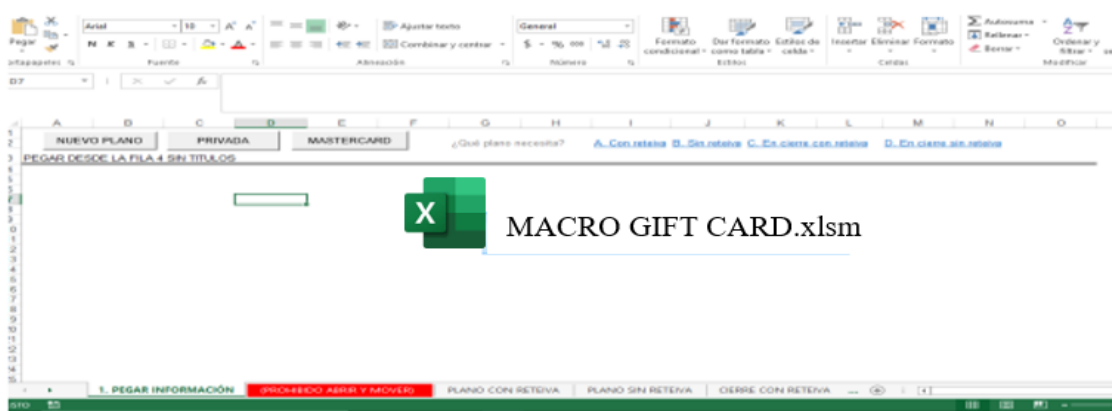 Pegar
Arial 10 A A Ajustar texto General Autosuma
N K S Combinar y centrar $ % 000 Formato condicional Dar formato como tabla Estilos de celda Insertar Eliminar Formato Rellenar Borrar Ordenar y filtrar
Fuente Alineación Número Estilos Celdas Modificar
D7 fx
A B C D E F G H I J K L M N O
NUEVO PLANO PRIVADA MASTERCARD ¿Qué plano necesita? A. Con reteiva B. Sin reteiva C. En cierre con reteiva D. En cierre sin reteiva
PEGAR DESDE LA FILA 4 SIN TITULOS
X MACRO GIFT CARD.xlsm
1. PEGAR INFORMACIÓN (PROHIBIDO ABRIR Y MOVER) PLANO CON RETEIVA PLANO SIN RETEIVA CIERRE CON RETEIVA ...